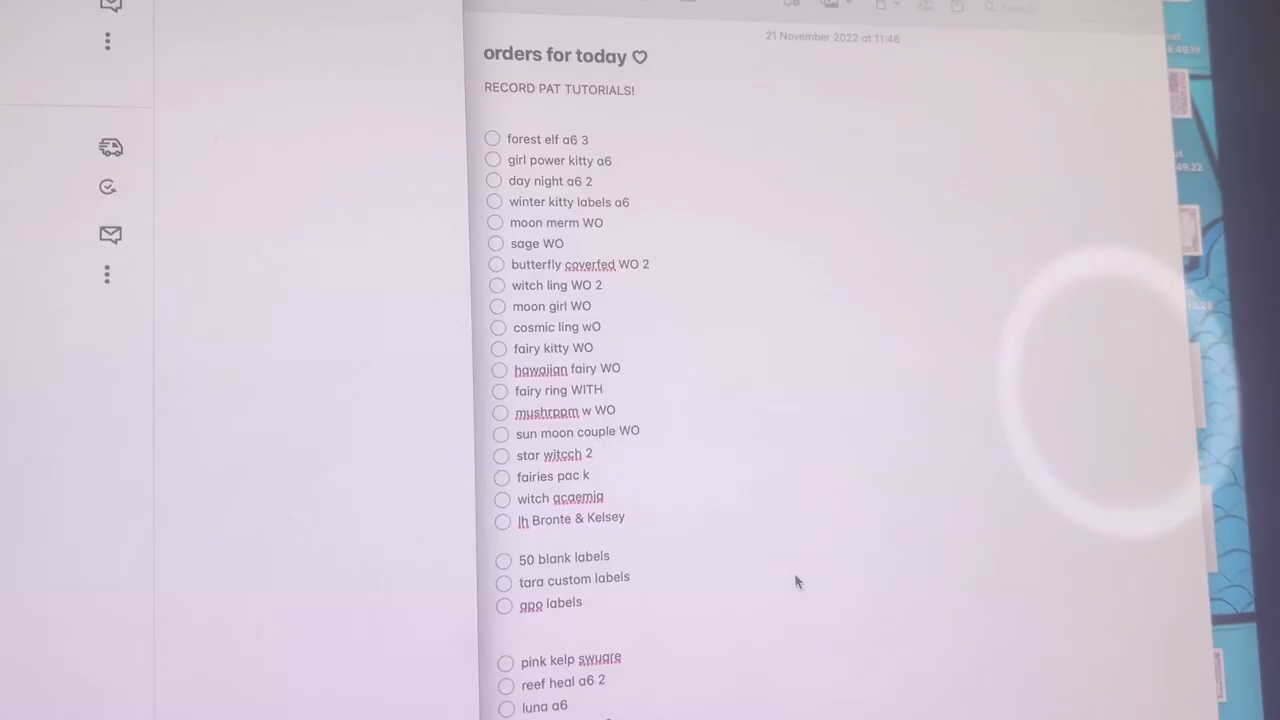 21 November 2022 at 11:46
orders for today ♡
RECORD PAT TUTORIALS!
forest elf a6 3
girl power kitty a6
day night a6 2
winter kitty labels a6
moon merm WO
sage WO
butterfly coverfed WO 2
witch ling WO 2
moon girl WO
cosmic ling wO
fairy kitty WO
hawaiian fairy WO
fairy ring WITH
mushrppm w WO
sun moon couple WO
star witcch 2
fairies pac k
witch acaemia
lh Bronte & Kelsey
50 blank labels
tara custom labels
apo labels
pink kelp swuare
reef heal a6 2
luna a6